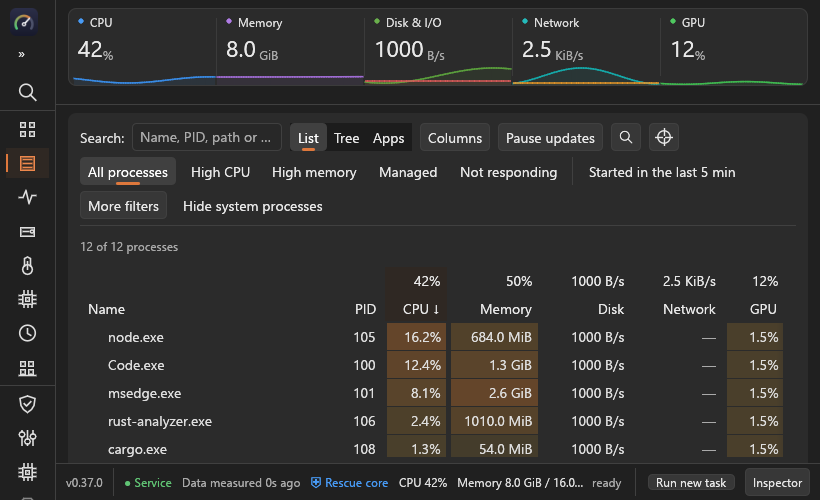 CPU Memory Disk & I/O Network GPU
42% 8.0 GiB 1000 B/s 2.5 KiB/s 12%
»
Search: Name, PID, path or ... List Tree Apps Columns Pause updates
All processes High CPU High memory Managed Not responding Started in the last 5 min
More filters Hide system processes
12 of 12 processes
42% 50% 1000 B/s 2.5 KiB/s 12%
Name PID CPU ↓ Memory Disk Network GPU
node.exe 105 16.2% 684.0 MiB 1000 B/s — 1.5%
Code.exe 100 12.4% 1.3 GiB 1000 B/s — 1.5%
msedge.exe 101 8.1% 2.6 GiB 1000 B/s — 1.5%
rust-analyzer.exe 106 2.4% 1010.0 MiB 1000 B/s — 1.5%
cargo.exe 108 1.3% 54.0 MiB 1000 B/s — 1.5%
v0.37.0 Service Data measured 0s ago Rescue core CPU 42% Memory 8.0 GiB / 16.0... ready Run new task Inspector